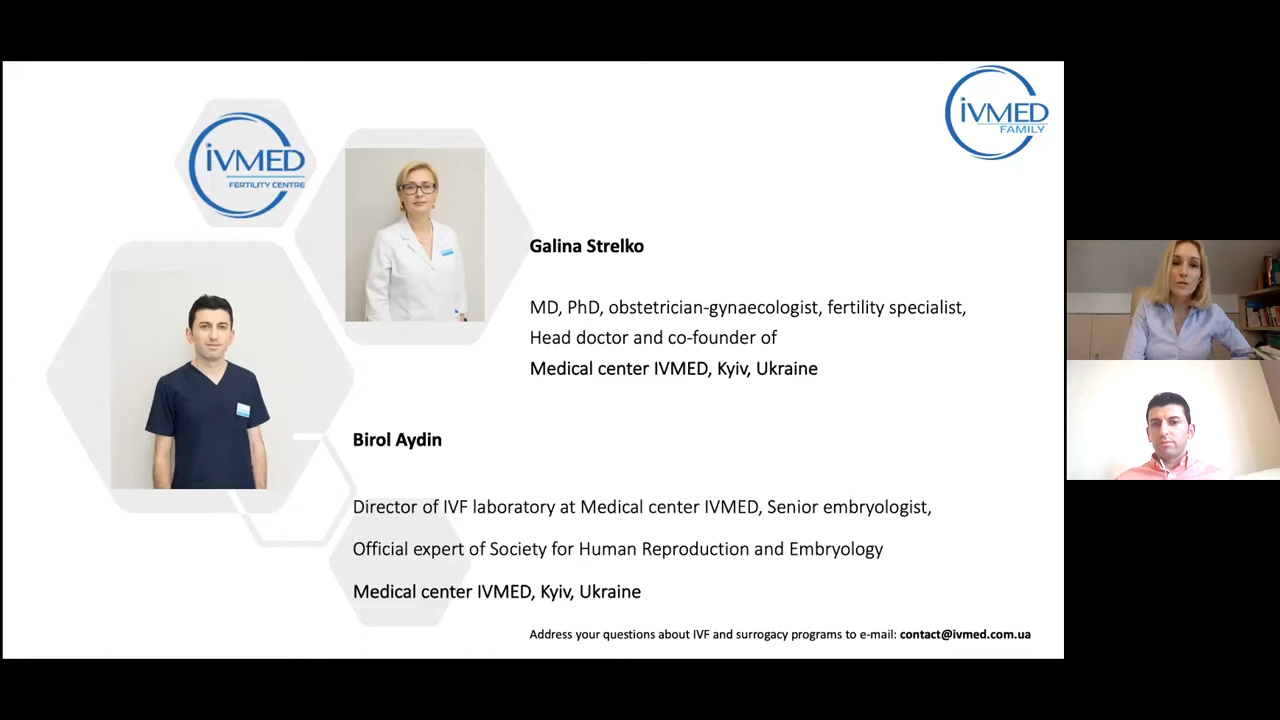 iVMED
FERTILITY CENTRE
iVMED
FAMILY
Galina Strelko
MD, PhD, obstetrician-gynaecologist, fertility specialist,
Head doctor and co-founder of
Medical center IVMED, Kyiv, Ukraine
Birol Aydin
Director of IVF laboratory at Medical center IVMED, Senior embryologist,
Official expert of Society for Human Reproduction and Embryology
Medical center IVMED, Kyiv, Ukraine
Address your questions about IVF and surrogacy programs to e-mail: contact@ivmed.com.ua